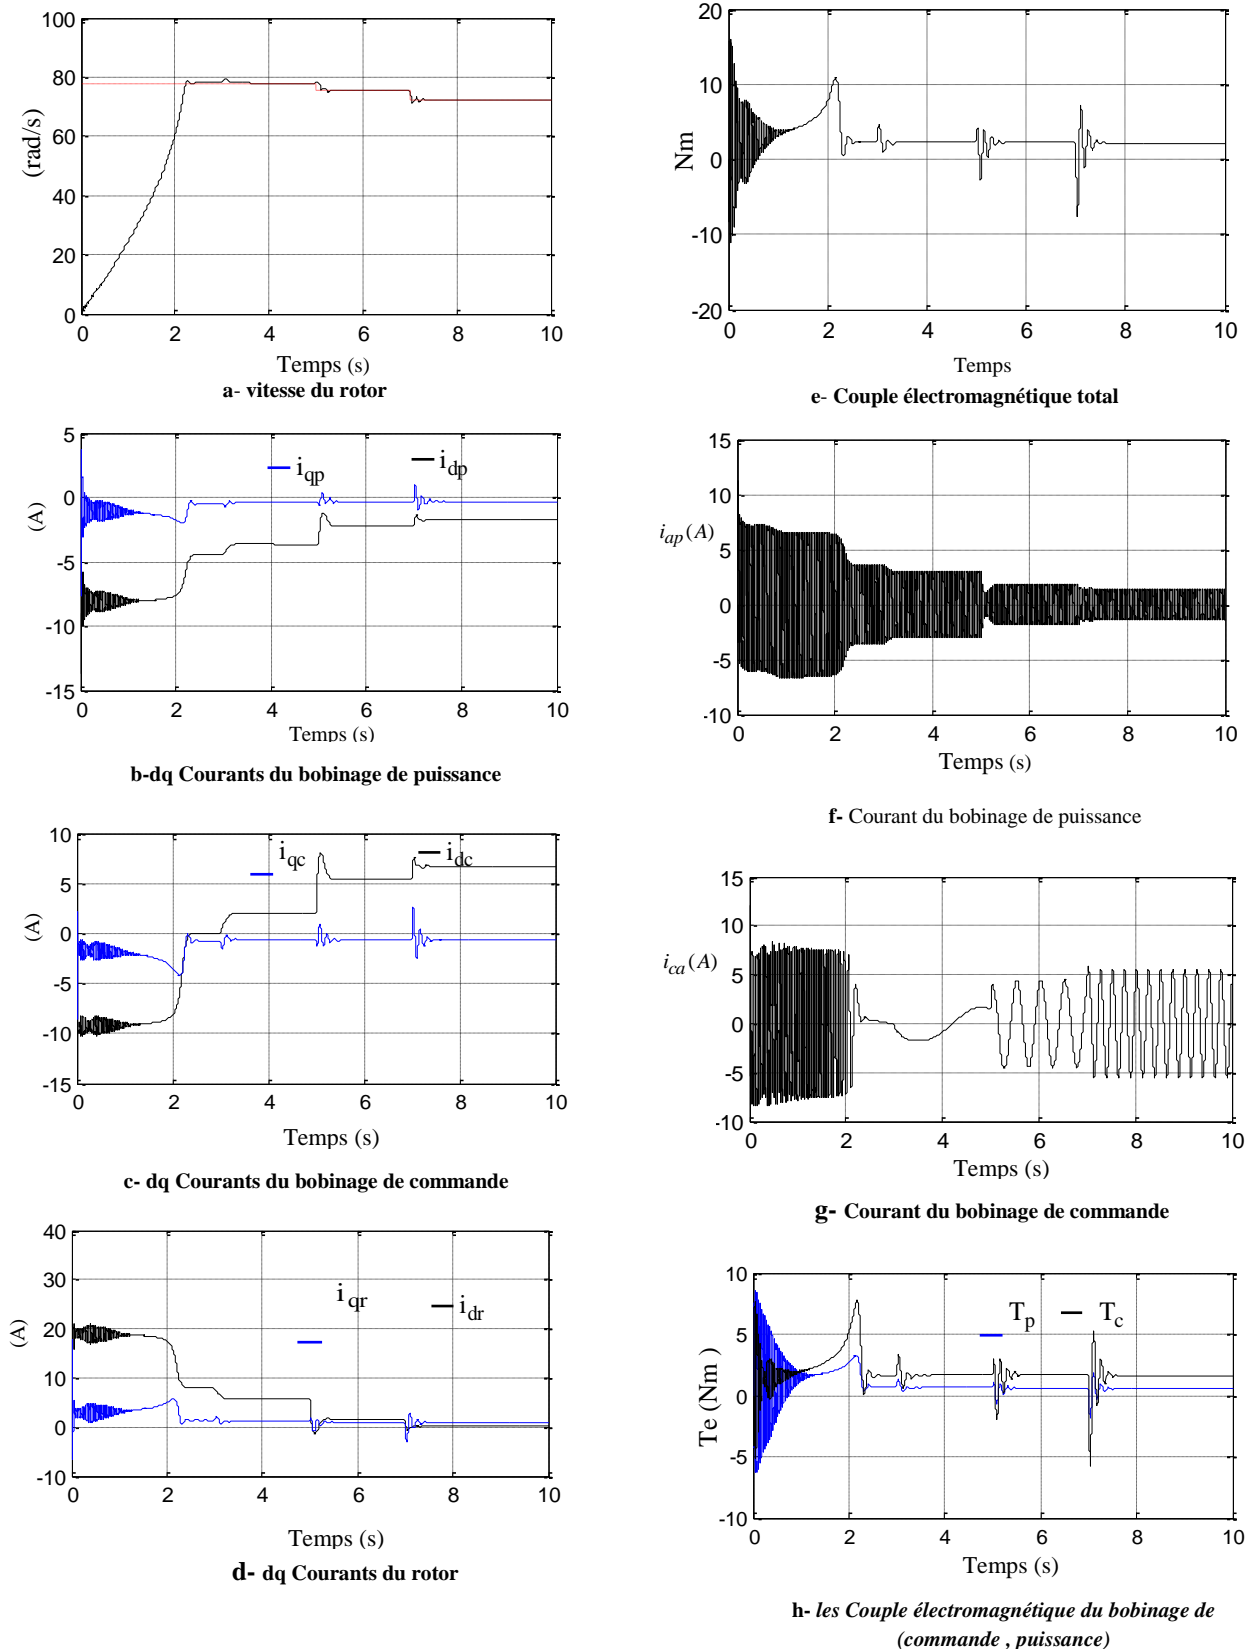 100
80
60
40
20
0
(rad/s)
0 2 4 6 8 10
Temps (s)
a- vitesse du rotor
5
0
-5
-10
-15
(A)
i_qp i_dp
0 2 4 6 8 10
Temps (s)
b-dq Courants du bobinage de puissance
10
5
0
-5
-10
-15
(A)
i_qc i_dc
0 2 4 6 8 10
Temps (s)
c- dq Courants du bobinage de commande
40
30
20
10
0
-10
(A)
i_qr i_dr
0 2 4 6 8 10
Temps (s)
d- dq Courants du rotor
20
10
0
-10
-20
Nm
0 2 4 6 8 10
Temps
e- Couple électromagnétique total
15
10
5
0
-5
-10
i_ap(A)
0 2 4 6 8 10
Temps (s)
f- Courant du bobinage de puissance
15
10
5
0
-5
-10
i_ca(A)
0 2 4 6 8 10
Temps (s)
g- Courant du bobinage de commande
10
5
0
-5
-10
Te (Nm)
T_p T_c
0 2 4 6 8 10
Temps (s)
h- les Couple électromagnétique du bobinage de
(commande , puissance)